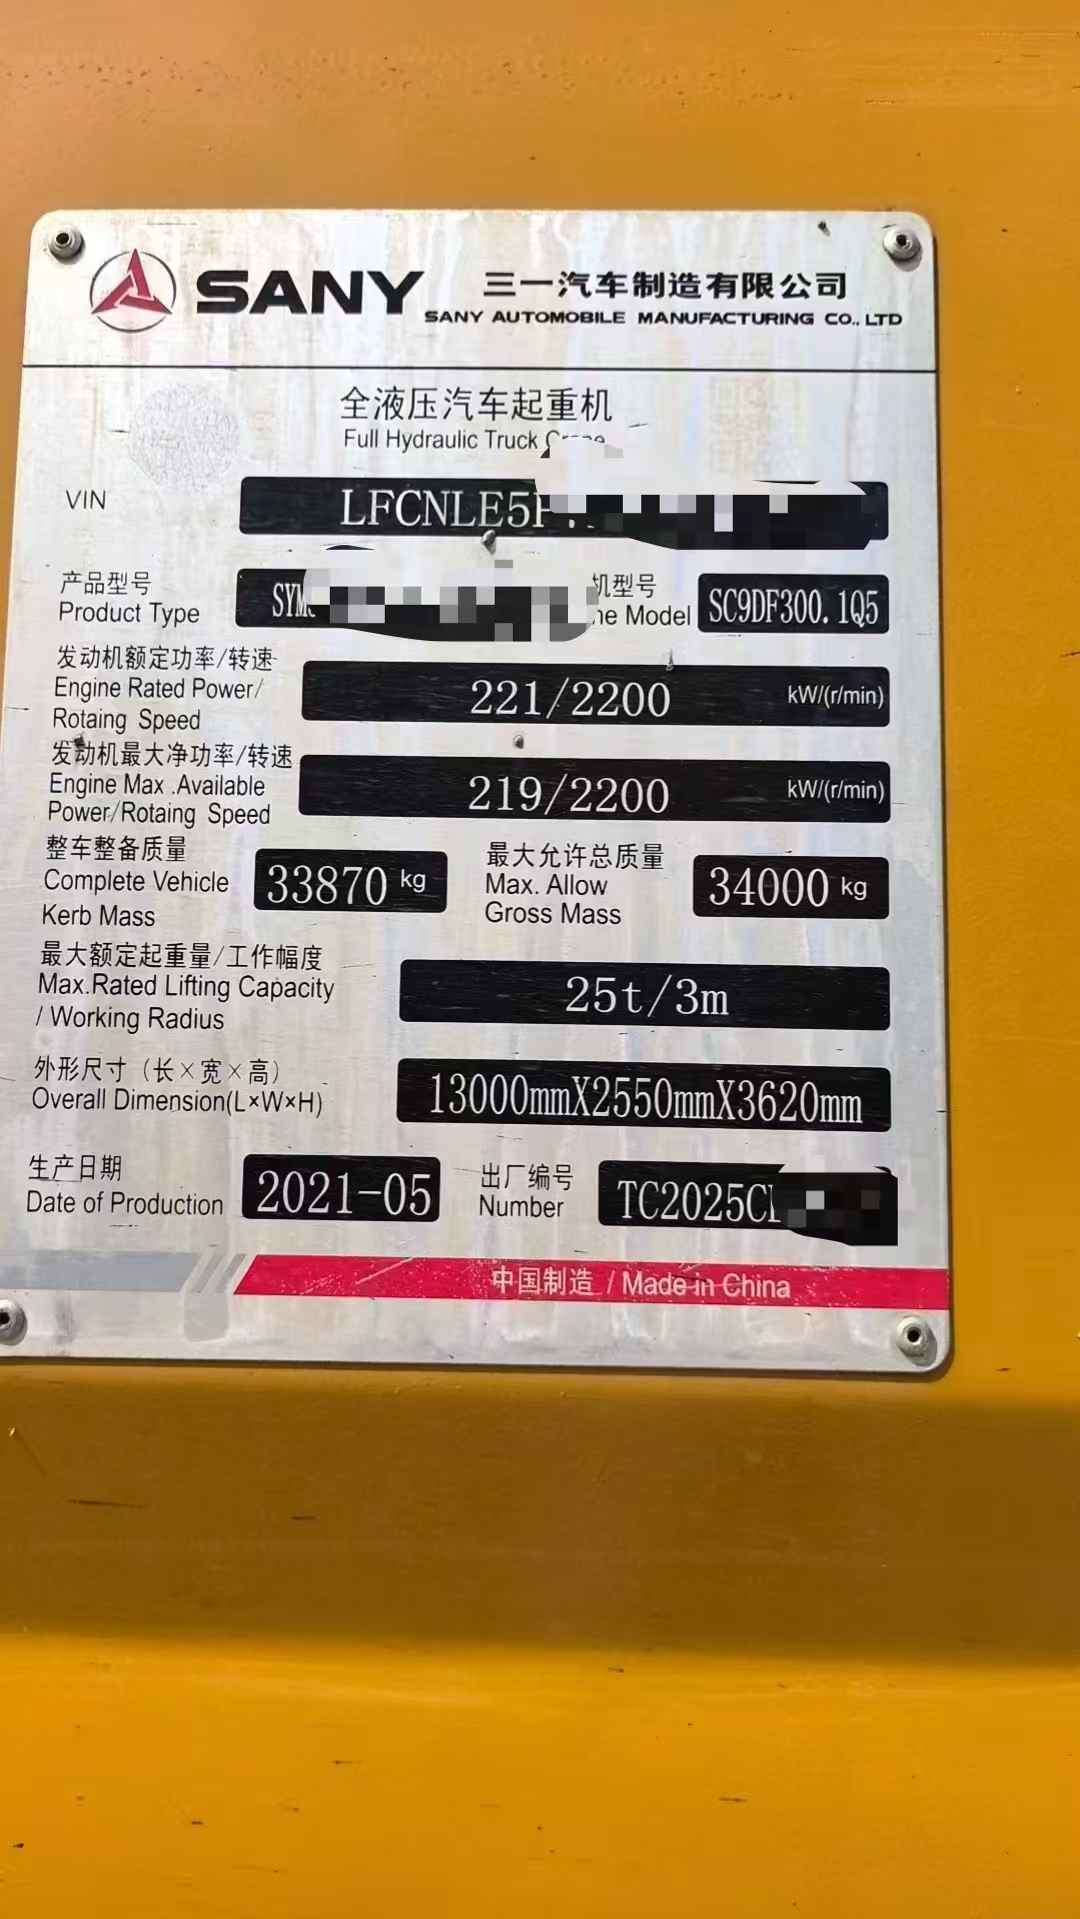 SANY 三一汽车制造有限公司
SANY AUTOMOBILE MANUFACTURING CO., LTD
全液压汽车起重机
Full Hydraulic Truck
VIN LFCNLE5
产品型号 机型号
Product Type SYM Model SC9DF300.1Q5
发动机额定功率/转速
Engine Rated Power/ 221/2200 kW/(r/min)
Rotaing Speed
发动机最大净功率/转速
Engine Max .Available 219/2200 kW/(r/min)
Power/Rotaing Speed
整车整备质量 最大允许总质量
Complete Vehicle 33870 kg Max. Allow 34000 kg
Kerb Mass Gross Mass
最大额定起重量/工作幅度
Max.Rated Lifting Capacity 25t/3m
/ Working Radius
外形尺寸（长×宽×高）
Overall Dimension(L×W×H) 13000mmX2550mmX3620mm
生产日期 出厂编号
Date of Production 2021-05 Number TC2025C
中国制造 / Made in China